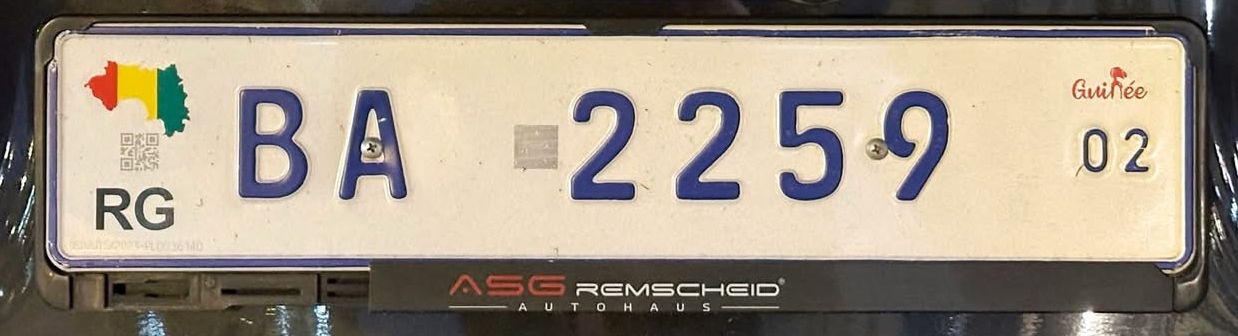 BA 2259
Guinée
02
RG
ASG REMSCHEID
AUTOHAUS